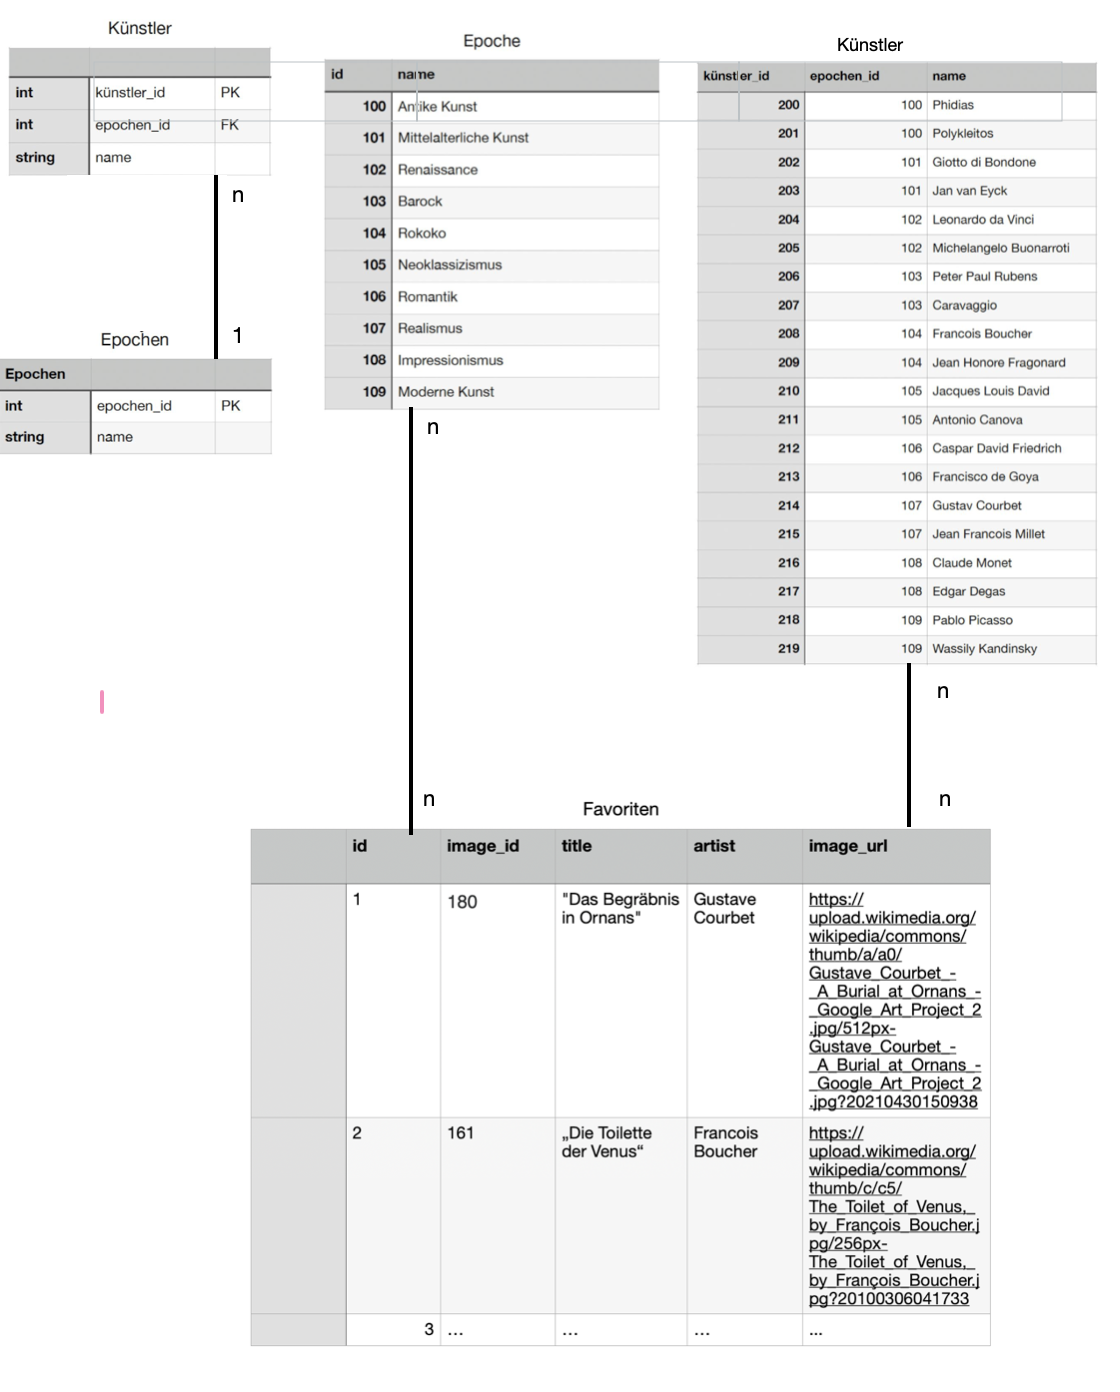 Künstler
int künstler_id PK
int epochen_id FK
string name
n
1
Epochen
Epochen
int epochen_id PK
string name
Epoche
id name
100 Antike Kunst
101 Mittelalterliche Kunst
102 Renaissance
103 Barock
104 Rokoko
105 Neoklassizismus
106 Romantik
107 Realismus
108 Impressionismus
109 Moderne Kunst
n
n
Künstler
künstler_id epochen_id name
200 100 Phidias
201 100 Polykleitos
202 101 Giotto di Bondone
203 101 Jan van Eyck
204 102 Leonardo da Vinci
205 102 Michelangelo Buonarroti
206 103 Peter Paul Rubens
207 103 Caravaggio
208 104 Francois Boucher
209 104 Jean Honore Fragonard
210 105 Jacques Louis David
211 105 Antonio Canova
212 106 Caspar David Friedrich
213 106 Francisco de Goya
214 107 Gustav Courbet
215 107 Jean Francois Millet
216 108 Claude Monet
217 108 Edgar Degas
218 109 Pablo Picasso
219 109 Wassily Kandinsky
n
n
Favoriten
id image_id title artist image_url
1 180 "Das Begräbnis Gustave https://
in Ornans" Courbet upload.wikimedia.org/
wikipedia/commons/
thumb/a/a0/
Gustave_Courbet_-
_A_Burial_at_Ornans_-
_Google_Art_Project_2
.jpg/512px-
Gustave_Courbet_-
_A_Burial_at_Ornans_-
_Google_Art_Project_2
.jpg?20210430150938
2 161 „Die Toilette Francois https://
der Venus“ Boucher upload.wikimedia.org/
wikipedia/commons/
thumb/c/c5/
The_Toilet_of_Venus,_
by_François_Boucher.j
pg/256px-
The_Toilet_of_Venus,_
by_François_Boucher.j
pg?20100306041733
3 ... ... ... ...